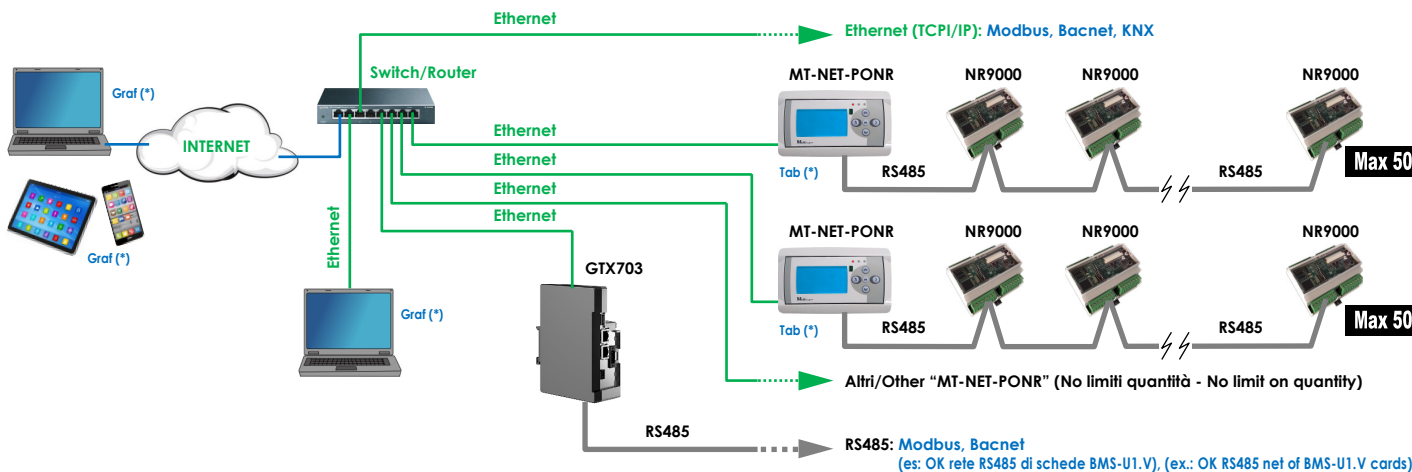 Ethernet
Ethernet (TCPI/IP): Modbus, Bacnet, KNX
Switch/Router
MT-NET-PONR
NR9000
NR9000
NR9000
Graf (*)
INTERNET
Ethernet
Ethernet
Tab (*)
RS485
RS485
Max 50
Ethernet
Ethernet
Graf (*)
Ethernet
MT-NET-PONR
NR9000
NR9000
NR9000
GTX703
Graf (*)
Tab (*)
RS485
RS485
Max 50
Altri/Other “MT-NET-PONR” (No limiti quantità - No limit on quantity)
RS485
RS485: Modbus, Bacnet
(es: OK rete RS485 di schede BMS-U1.V), (ex.: OK RS485 net of BMS-U1.V cards)